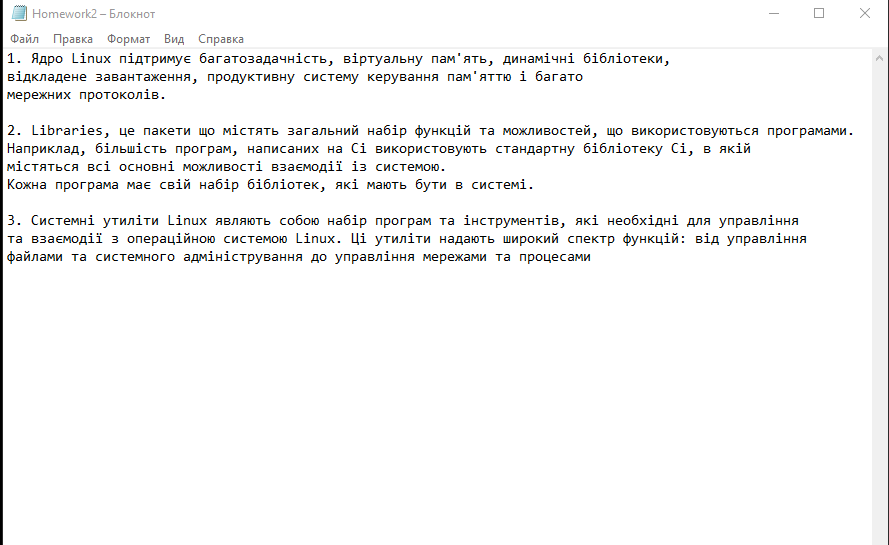 Homework2 – Блокнот
Файл Правка Формат Вид Справка
1. Ядро Linux підтримує багатозадачність, віртуальну пам'ять, динамічні бібліотеки,
відкладене завантаження, продуктивну систему керування пам'яттю і багато
мережних протоколів.
2. Libraries, це пакети що містять загальний набір функцій та можливостей, що використовуються програмами.
Наприклад, більшість програм, написаних на Сі використовують стандартну бібліотеку Сі, в якій
містяться всі основні можливості взаємодії із системою.
Кожна програма має свій набір бібліотек, які мають бути в системі.
3. Системні утиліти Linux являють собою набір програм та інструментів, які необхідні для управління
та взаємодії з операційною системою Linux. Ці утиліти надають широкий спектр функцій: від управління
файлами та системного адміністрування до управління мережами та процесами